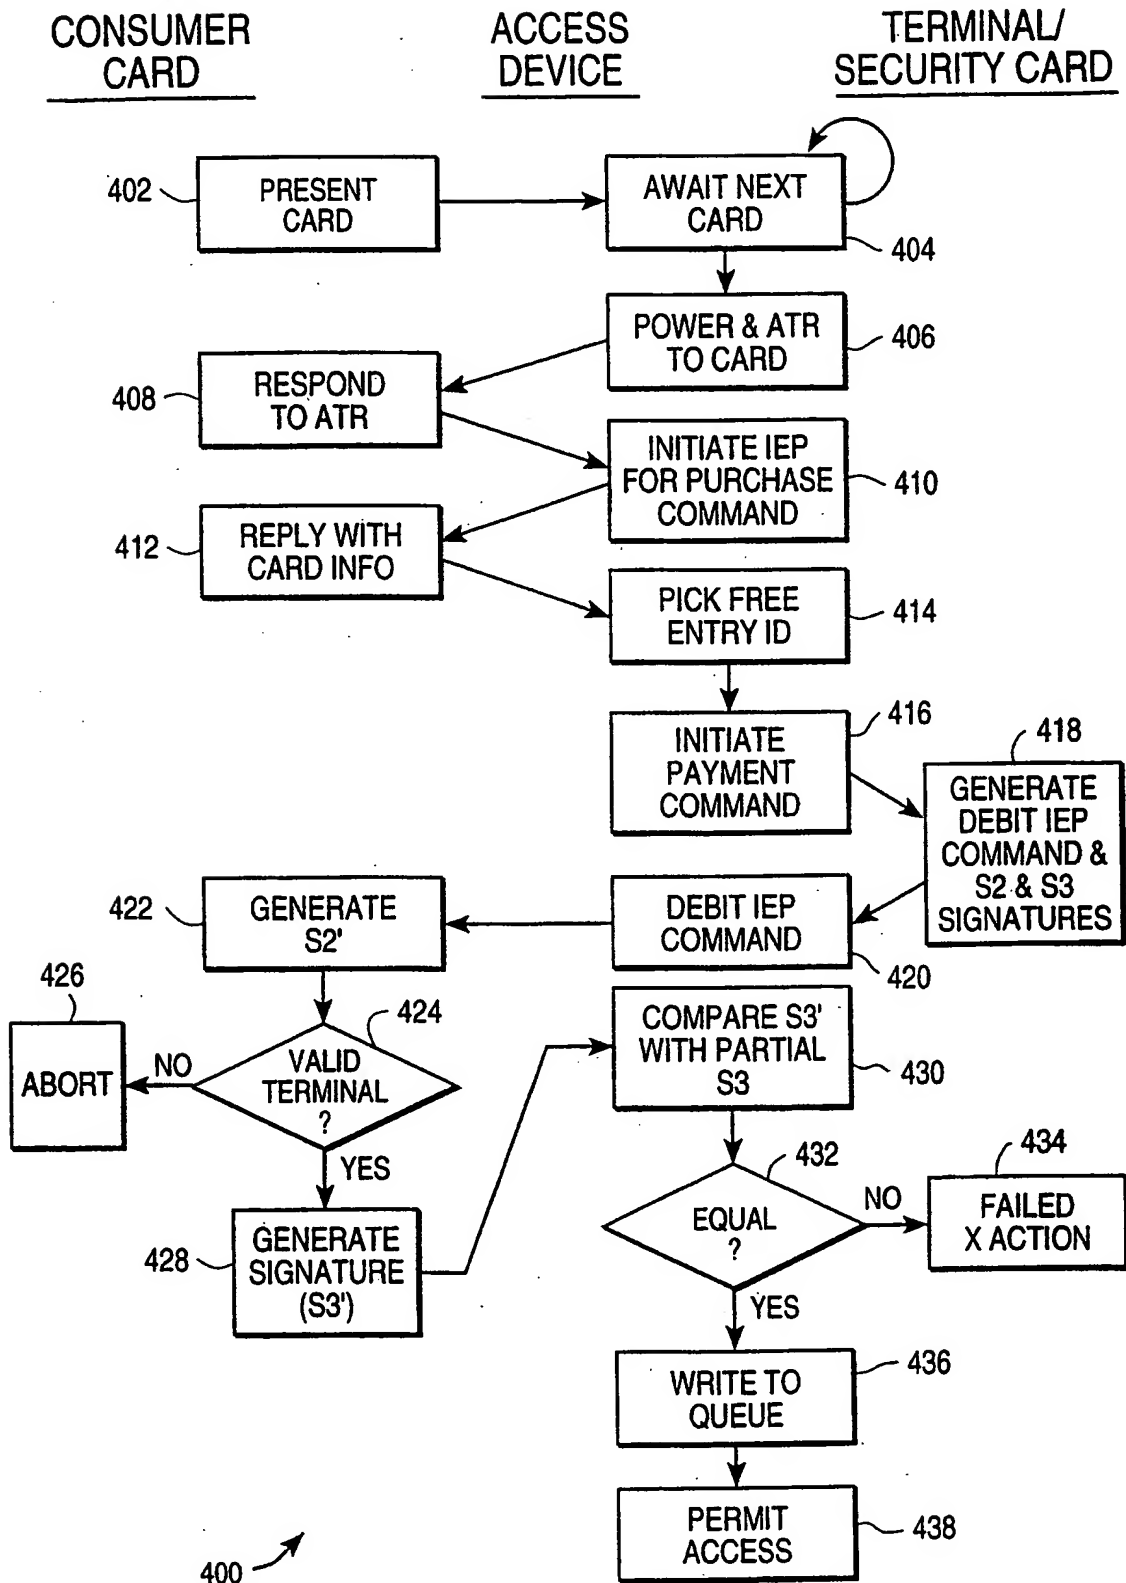 CONSUMER
CARD
ACCESS
DEVICE
TERMINAL/
SECURITY CARD
402
PRESENT
CARD
AWAIT NEXT
CARD
404
POWER & ATR
TO CARD
406
408
RESPOND
TO ATR
INITIATE IEP
FOR PURCHASE
COMMAND
410
412
REPLY WITH
CARD INFO
PICK FREE
ENTRY ID
414
INITIATE
PAYMENT
COMMAND
416
418
GENERATE
DEBIT IEP
COMMAND &
S2 & S3
SIGNATURES
DEBIT IEP
COMMAND
420
422
GENERATE
S2'
424
VALID
TERMINAL
?
NO
426
ABORT
YES
428
GENERATE
SIGNATURE
(S3')
COMPARE S3'
WITH PARTIAL
S3
430
432
EQUAL
?
NO
434
FAILED
X ACTION
YES
WRITE TO
QUEUE
436
PERMIT
ACCESS
438
400